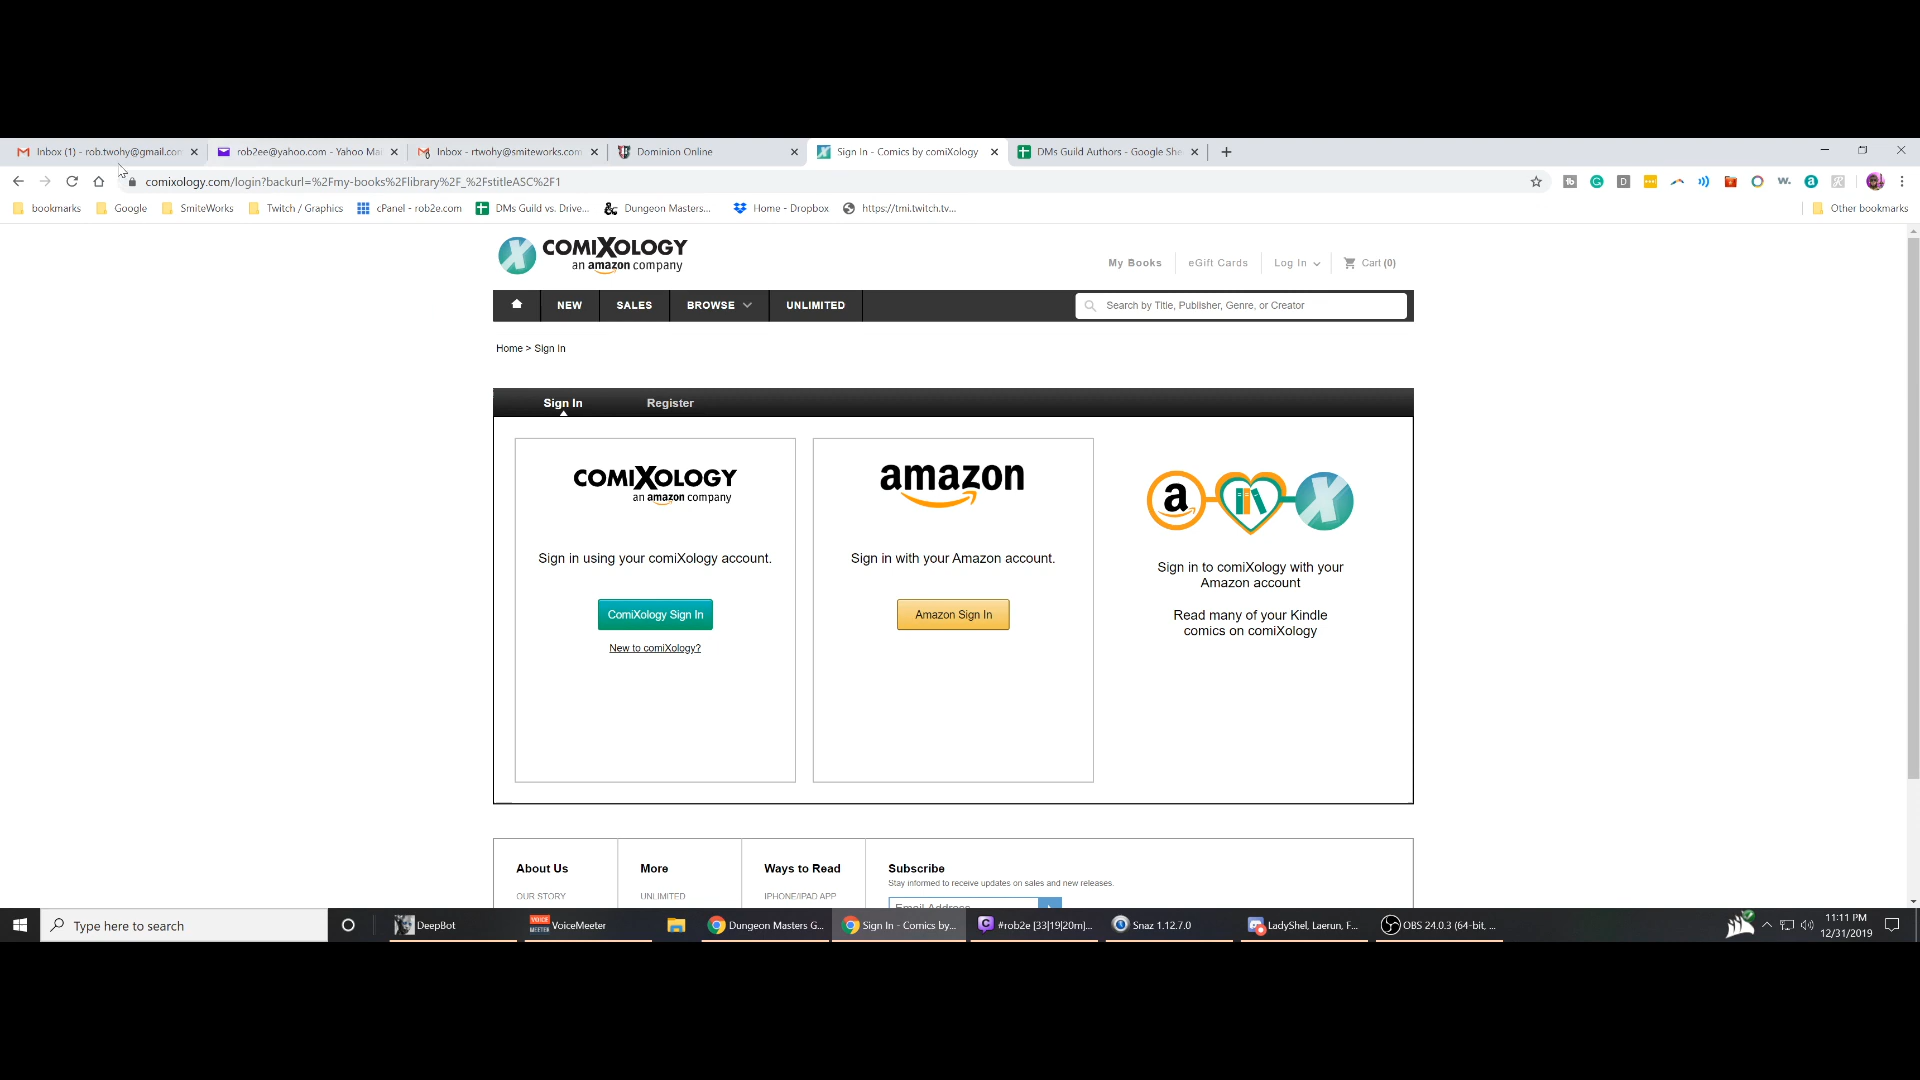 Inbox (1) - rob.twohy@gmail.con
rob2ee@yahoo.com - Yahoo Mai
Inbox - rtwohy@smiteworks.com
Dominion Online
Sign In - Comics by comiXology
DMs Guild Authors - Google She
comixology.com/login?backurl=%2Fmy-books%2Flibrary%2F_%2FstitleASC%2F1
bookmarks
Google
SmiteWorks
Twitch / Graphics
cPanel - rob2e.com
DMs Guild vs. Drive...
Dungeon Masters...
Home - Dropbox
https://tmi.twitch.tv...
Other bookmarks
COMIXOLOGY
an amazon company
My Books
eGift Cards
Log In
Cart (0)
NEW
SALES
BROWSE
UNLIMITED
Search by Title, Publisher, Genre, or Creator
Home > Sign In
Sign In
Register
COMIXOLOGY
an amazon company
Sign in using your comiXology account.
ComiXology Sign In
New to comiXology?
amazon
Sign in with your Amazon account.
Amazon Sign In
a
X
Sign in to comiXology with your
Amazon account
Read many of your Kindle
comics on comiXology
About Us
OUR STORY
More
UNLIMITED
Ways to Read
IPHONE/IPAD APP
Subscribe
Stay informed to receive updates on sales and new releases.
Email Address
Type here to search
DeepBot
VOICE
MEETER
VoiceMeeter
Dungeon Masters G...
Sign In - Comics by...
#rob2e [33|19|20m]...
Snaz 1.12.7.0
LadyShel, Laerun, F...
OBS 24.0.3 (64-bit, ...
11:11 PM
12/31/2019